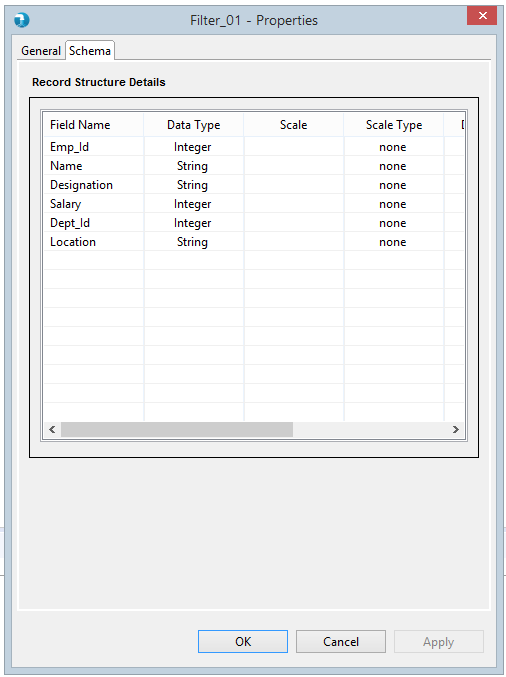 Filter_01 - Properties
General Schema
Record Structure Details
Field Name Data Type Scale Scale Type
Emp_Id Integer none
Name String none
Designation String none
Salary Integer none
Dept_Id Integer none
Location String none
OK Cancel Apply